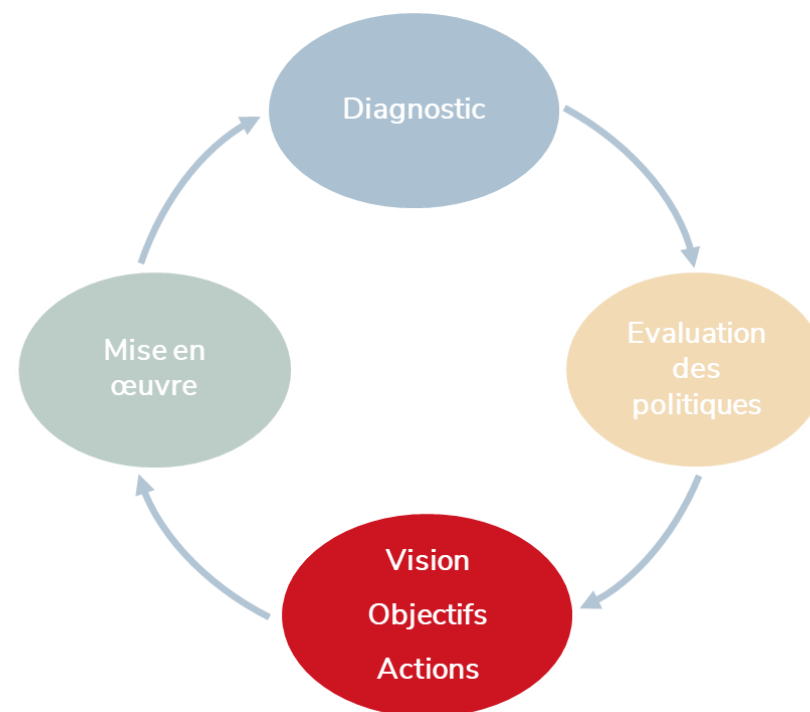 Diagnostic
Evaluation
des
politiques
Vision
Objectifs
Actions
Mise en
œuvre